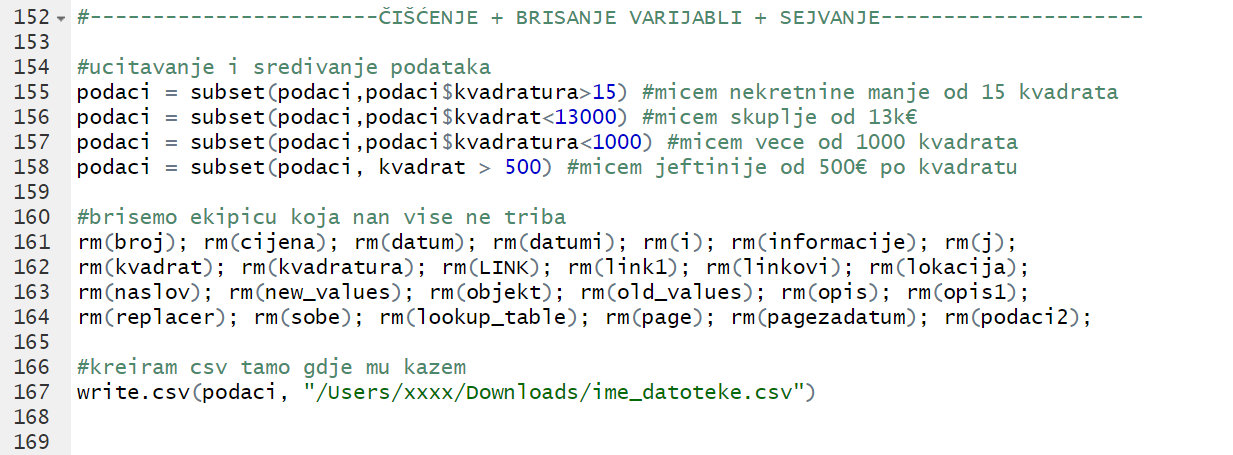 152 #-----------------------ČIŠĆENJE + BRISANJE VARIJABLI + SEJVANJE---------------------
153
154 #ucitavanje i sredivanje podataka
155 podaci = subset(podaci,podaci$kvadratura>15) #micem nekretnine manje od 15 kvadrata
156 podaci = subset(podaci,podaci$kvadrat<13000) #micem skuplje od 13k€
157 podaci = subset(podaci,podaci$kvadratura<1000) #micem vece od 1000 kvadrata
158 podaci = subset(podaci, kvadrat > 500) #micem jeftinije od 500€ po kvadratu
159
160 #brisemo ekipicu koja nan vise ne triba
161 rm(broj); rm(cijena); rm(datum); rm(datumi); rm(i); rm(informacije); rm(j);
162 rm(kvadrat); rm(kvadratura); rm(LINK); rm(link1); rm(linkovi); rm(lokacija);
163 rm(naslov); rm(new_values); rm(objekt); rm(old_values); rm(opis); rm(opis1);
164 rm(replacer); rm(sobe); rm(lookup_table); rm(page); rm(pagezadatum); rm(podaci2);
165
166 #kreiram csv tamo gdje mu kazem
167 write.csv(podaci, "/Users/xxxx/Downloads/ime_datoteke.csv")
168
169